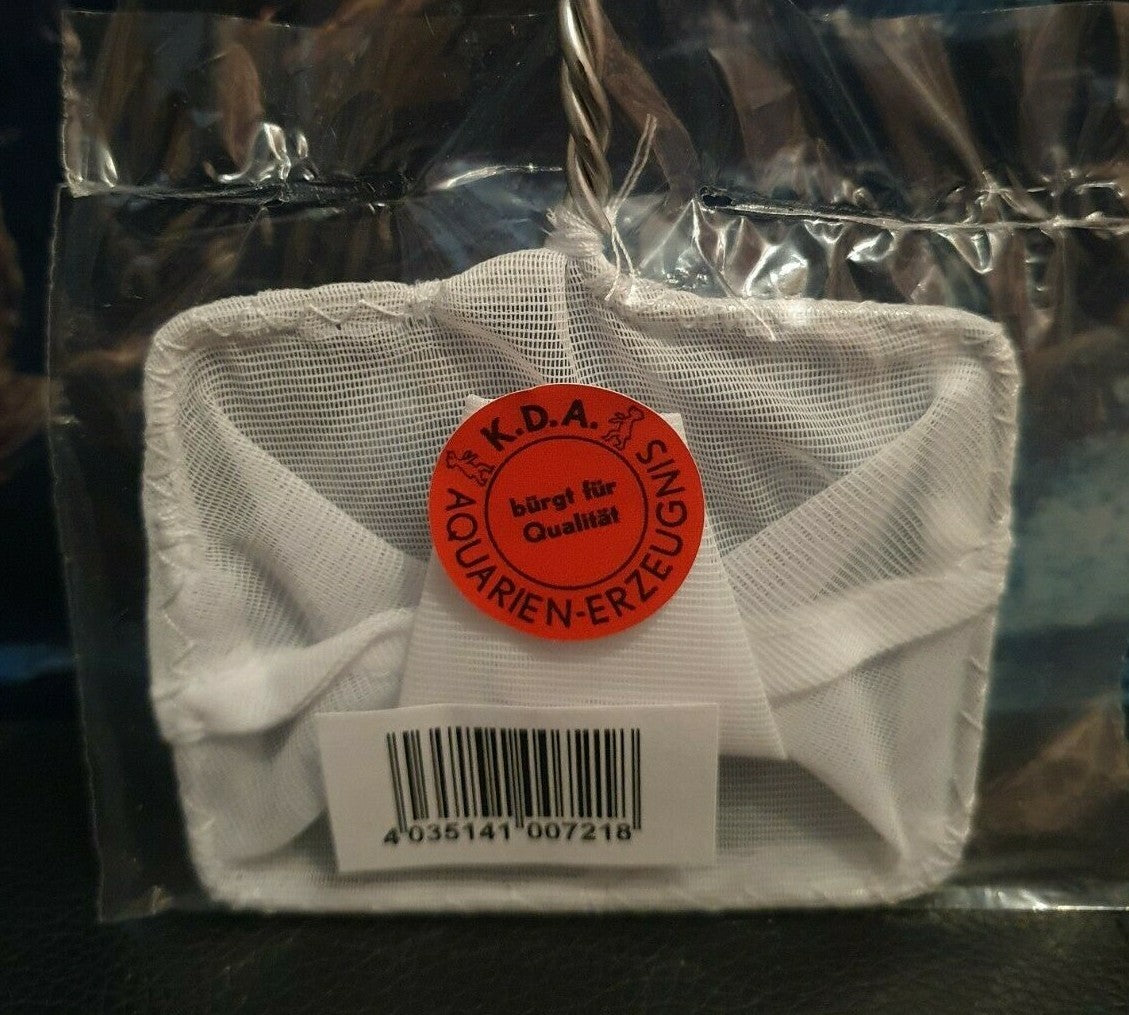 K.D.A.
AQUARIEN-ERZEUGNIS
bürgt für
Qualität
4 035141 007218